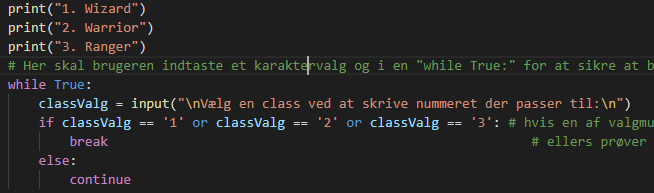 print("1. Wizard")
print("2. Warrior")
print("3. Ranger")
# Her skal brugeren indtaste et karaktervalg og i en "while True:" for at sikre at b
while True:
    classValg = input("\nVælg en class ved at skrive nummeret der passer til:\n")
    if classValg == '1' or classValg == '2' or classValg == '3': # hvis en af valgmu
        break                                                       # ellers prøver
    else:
        continue